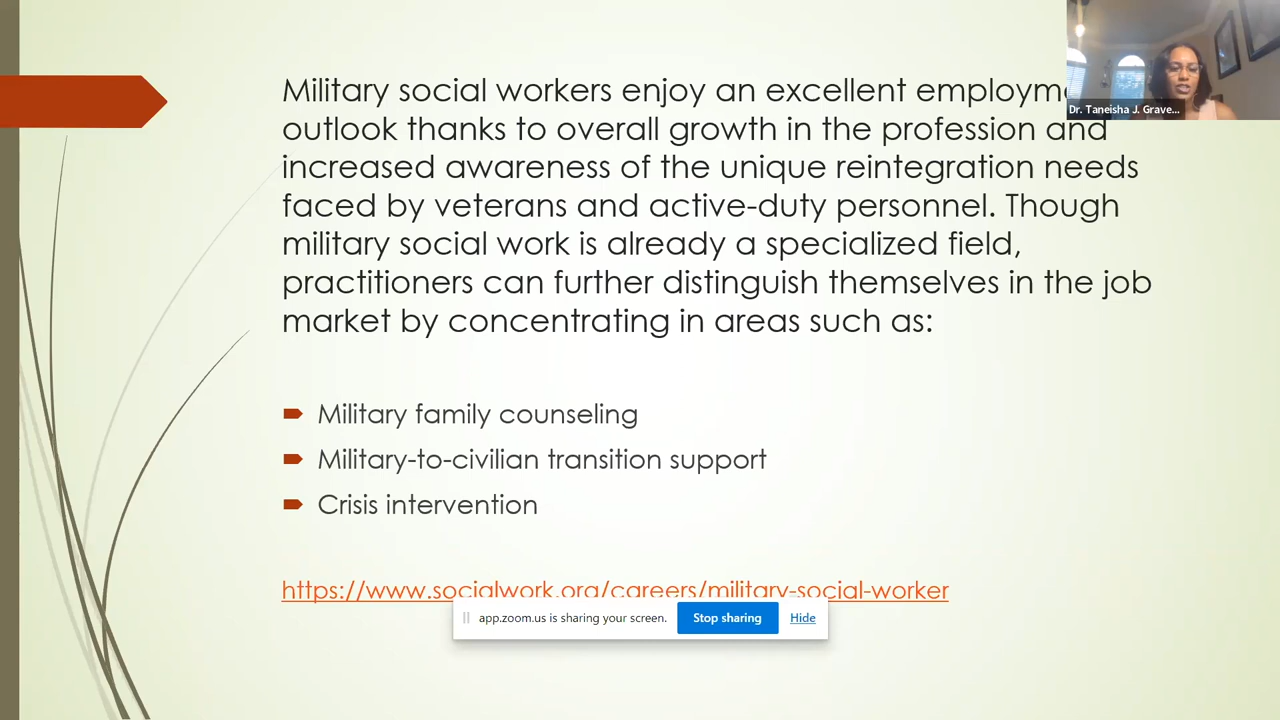 Military social workers enjoy an excellent
outlook thanks to overall growth in the profession and
increased awareness of the unique reintegration needs
faced by veterans and active-duty personnel. Though
military social work is already a specialized field,
practitioners can further distinguish themselves in the job
market by concentrating in areas such as:
Military family counseling
Military-to-civilian transition support
Crisis intervention
https://www.socialwork.org/careers/military-social-worker
app.zoom.us is sharing your screen. Stop sharing Hide
Dr. Taneisha J. Grave...